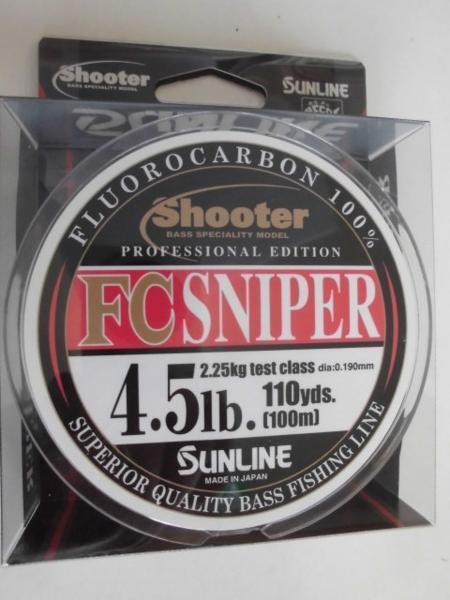 Shooter
BASS SPECIALITY MODEL
SUNLINE
SUNLINE
FLUOROCARBON 100%
Shooter
BASS SPECIALITY MODEL
PROFESSIONAL EDITION
FC SNIPER
2.25kg test class dia:0.190mm
4.5lb. 110yds.
(100m)
SUNLINE
MADE IN JAPAN
SUPERIOR QUALITY BASS FISHING LINE